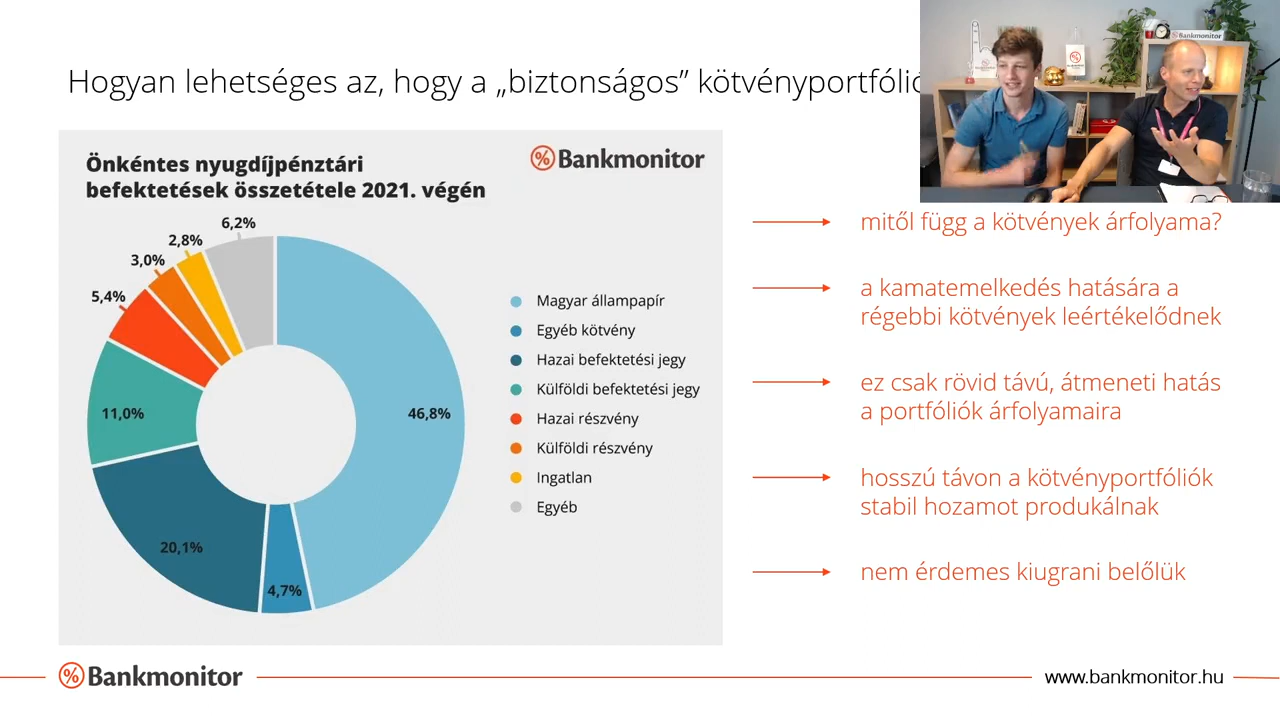 Hogyan lehetséges az, hogy a „biztonságos” kötvényportfólió
Önkéntes nyugdíjpénztári
befektetések összetétele 2021. végén
Bankmonitor
6,2%
2,8%
3,0%
5,4%
11,0%
46,8%
20,1%
4,7%
Magyar állampapír
Egyéb kötvény
Hazai befektetési jegy
Külföldi befektetési jegy
Hazai részvény
Külföldi részvény
Ingatlan
Egyéb
Bankmonitor
mitől függ a kötvények árfolyama?
a kamatemelkedés hatására a
régebbi kötvények leértékelődnek
ez csak rövid távú, átmeneti hatás
a portfóliók árfolyamaira
hosszú távon a kötvényportfóliók
stabil hozamot produkálnak
nem érdemes kiugrani belőlük
Bankmonitor
www.bankmonitor.hu